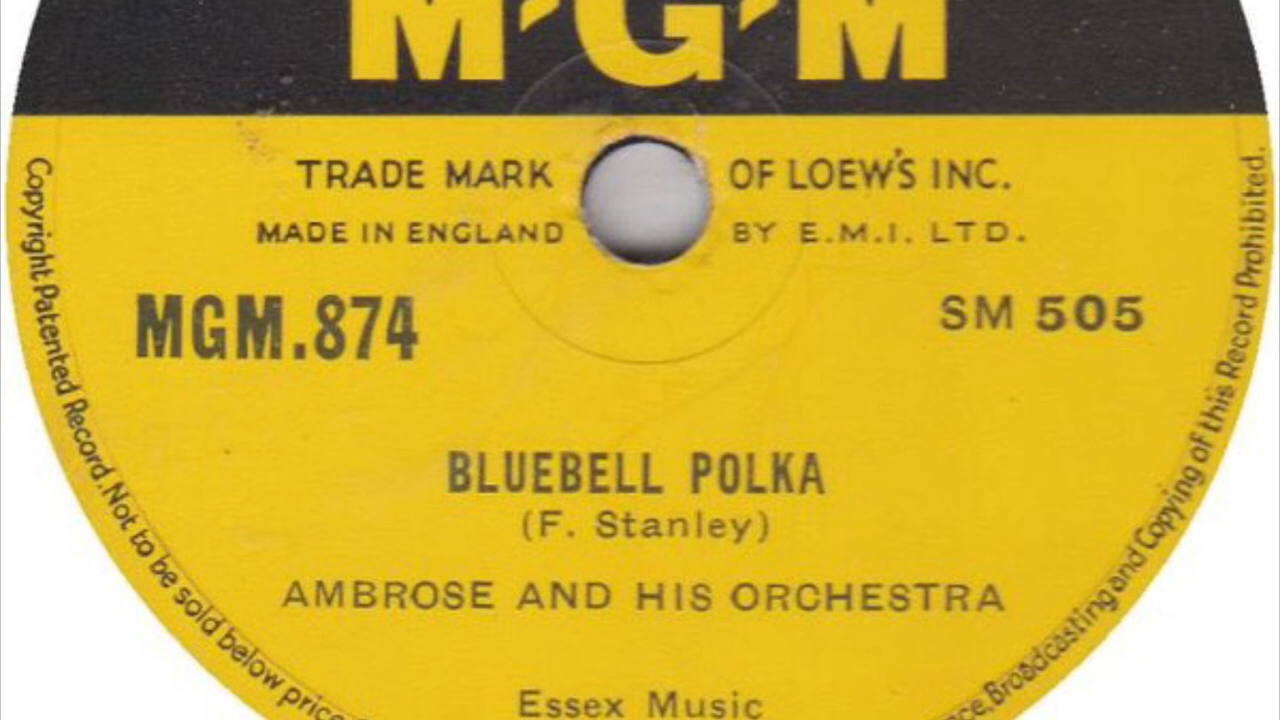 M·G·M
TRADE MARK OF LOEW'S INC.
MADE IN ENGLAND BY E.M.I. LTD.
MGM.874 SM 505
BLUEBELL POLKA
(F. Stanley)
AMBROSE AND HIS ORCHESTRA
Essex Music
Copyright Patented Record. Not to be sold below price
Broadcasting and Copying of this Record Prohibited.